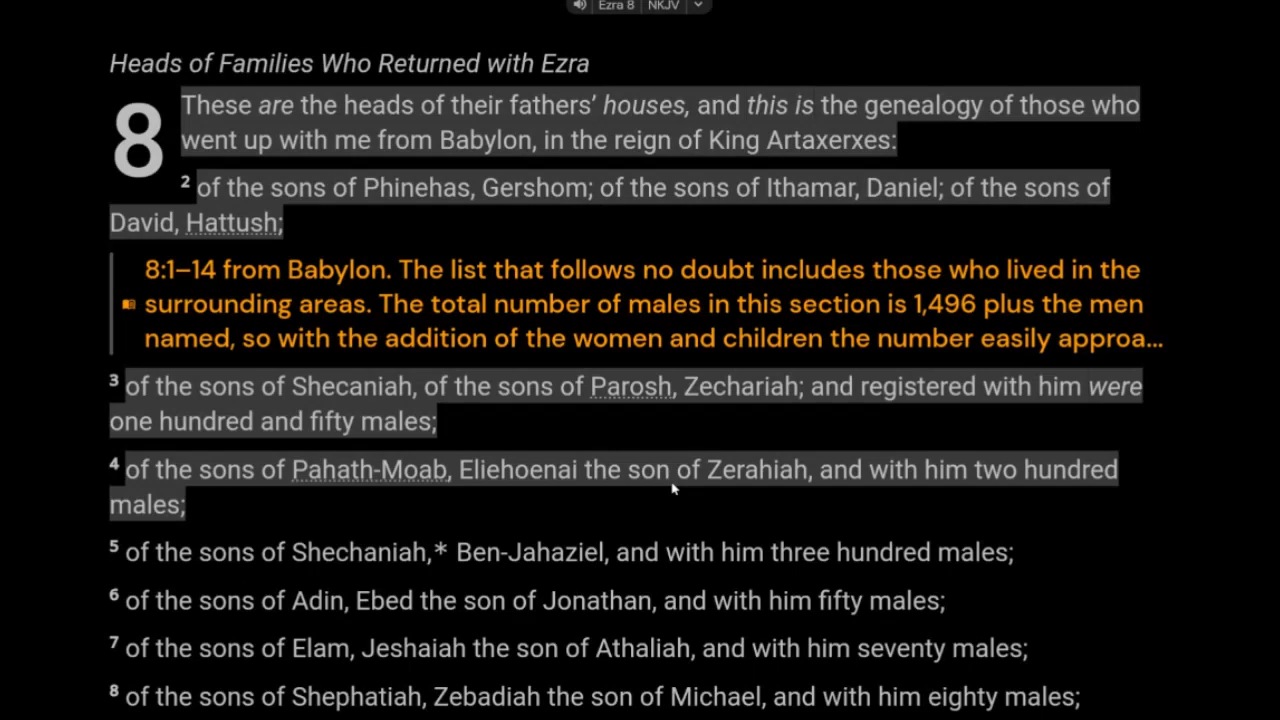 Ezra 8 NKJV
Heads of Families Who Returned with Ezra
8 These are the heads of their fathers’ houses, and this is the genealogy of those who
went up with me from Babylon, in the reign of King Artaxerxes:
2 of the sons of Phinehas, Gershom; of the sons of Ithamar, Daniel; of the sons of
David, Hattush;
8:1–14 from Babylon. The list that follows no doubt includes those who lived in the
surrounding areas. The total number of males in this section is 1,496 plus the men
named, so with the addition of the women and children the number easily approa...
3 of the sons of Shecaniah, of the sons of Parosh, Zechariah; and registered with him were
one hundred and fifty males;
4 of the sons of Pahath-Moab, Eliehoenai the son of Zerahiah, and with him two hundred
males;
5 of the sons of Shechaniah,* Ben-Jahaziel, and with him three hundred males;
6 of the sons of Adin, Ebed the son of Jonathan, and with him fifty males;
7 of the sons of Elam, Jeshaiah the son of Athaliah, and with him seventy males;
8 of the sons of Shephatiah, Zebadiah the son of Michael, and with him eighty males;